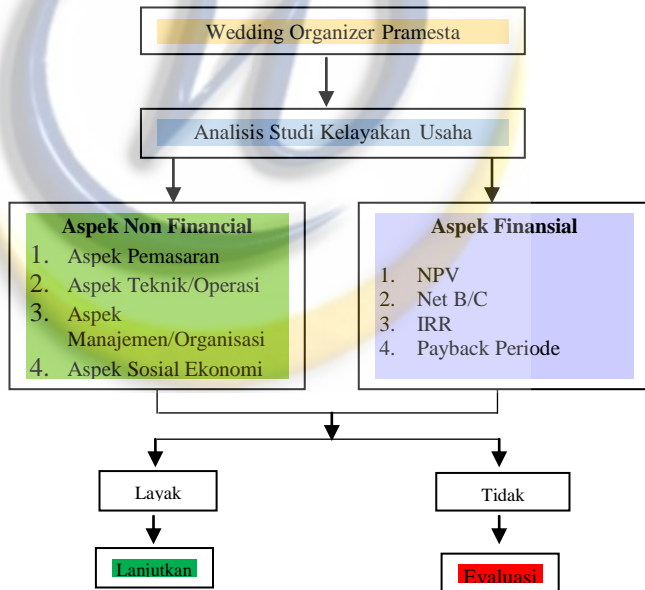 Wedding Organizer Pramesta
Analisis Studi Kelayakan Usaha
Aspek Non Financial
1. Aspek Pemasaran
2. Aspek Teknik/Operasi
3. Aspek
Manajemen/Organisasi
4. Aspek Sosial Ekonomi
Aspek Finansial
1. NPV
2. Net B/C
3. IRR
4. Payback Periode
Layak
Tidak
Lanjutkan
Evaluasi